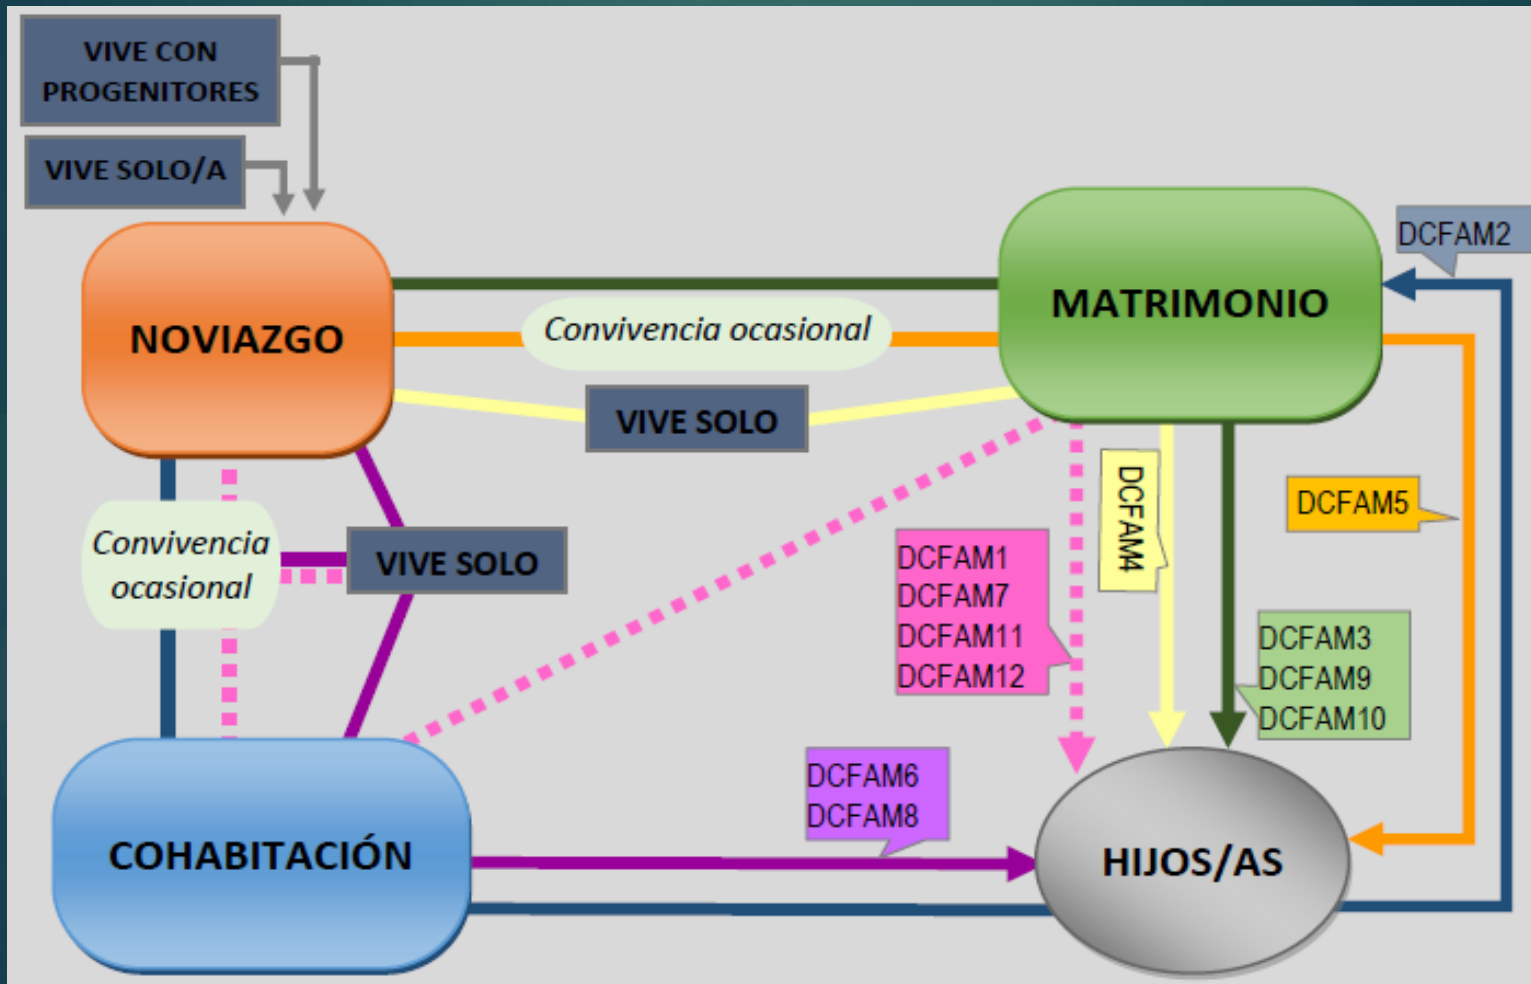 VIVE CON
PROGENITORES
VIVE SOLO/A
NOVIAZGO
MATRIMONIO
DCFAM2
Convivencia ocasional
VIVE SOLO
Convivencia
ocasional
VIVE SOLO
DCFAM1
DCFAM7
DCFAM11
DCFAM12
DCFAM4
DCFAM5
DCFAM3
DCFAM9
DCFAM10
DCFAM6
DCFAM8
COHABITACIÓN
HIJOS/AS